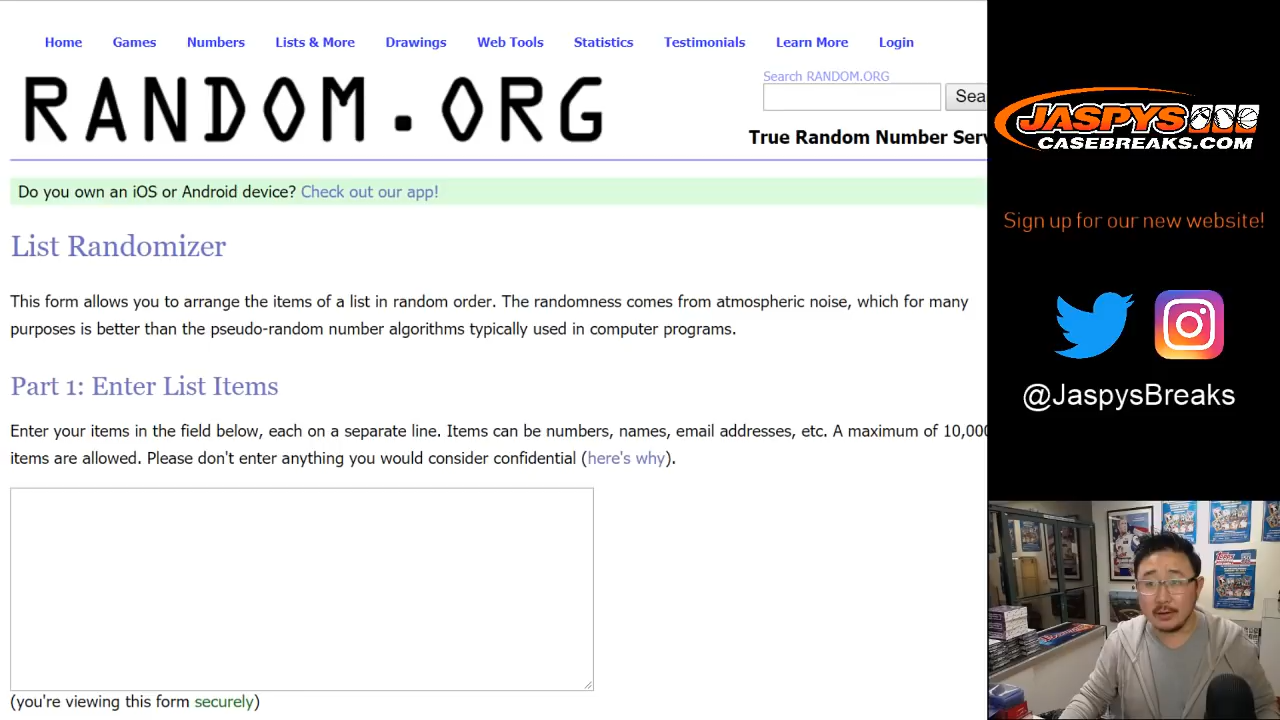 Home Games Numbers Lists & More Drawings Web Tools Statistics Testimonials Learn More Login
RANDOM.ORG
Search RANDOM.ORG
Sea
True Random Number Serv
Do you own an iOS or Android device? Check out our app!
List Randomizer
This form allows you to arrange the items of a list in random order. The randomness comes from atmospheric noise, which for many
purposes is better than the pseudo-random number algorithms typically used in computer programs.
Part 1: Enter List Items
Enter your items in the field below, each on a separate line. Items can be numbers, names, email addresses, etc. A maximum of 10,000
items are allowed. Please don't enter anything you would consider confidential (here's why).
(you're viewing this form securely)
JASPYS
CASEBREAKS.COM
Sign up for our new website!
@JaspysBreaks